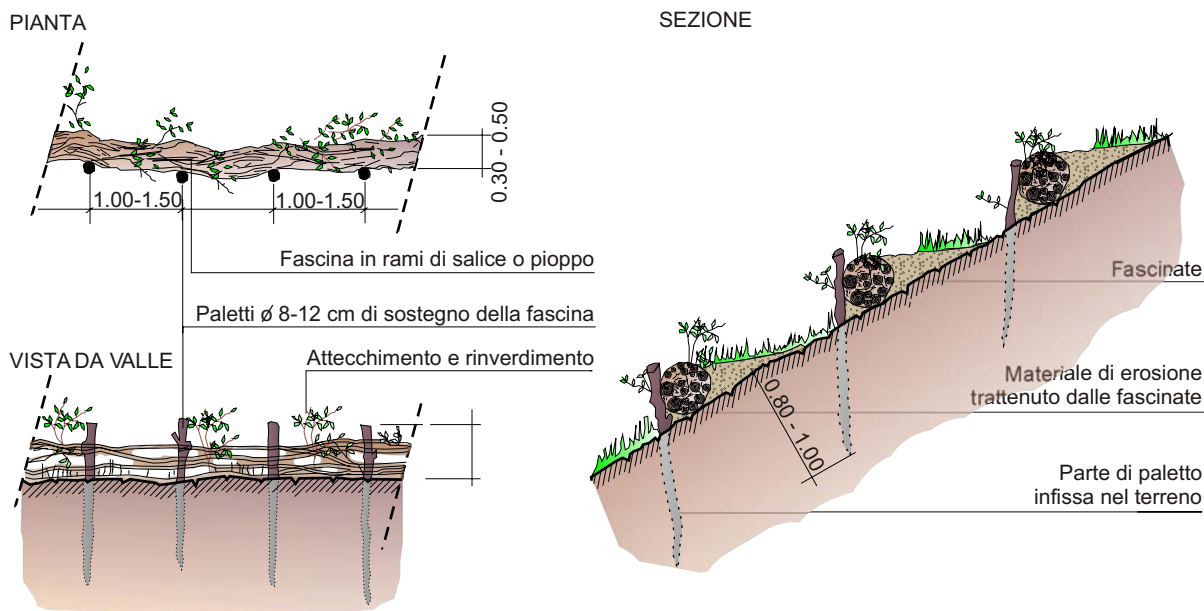 PIANTA
0.30 - 0.50
1.00-1.50 1.00-1.50
Fascina in rami di salice o pioppo
Paletti ø 8-12 cm di sostegno della fascina
VISTA DA VALLE
Attecchimento e rinverdimento
SEZIONE
Fascinate
Materiale di erosione
trattenuto dalle fascinate
0.80 - 1.00
Parte di paletto
infissa nel terreno